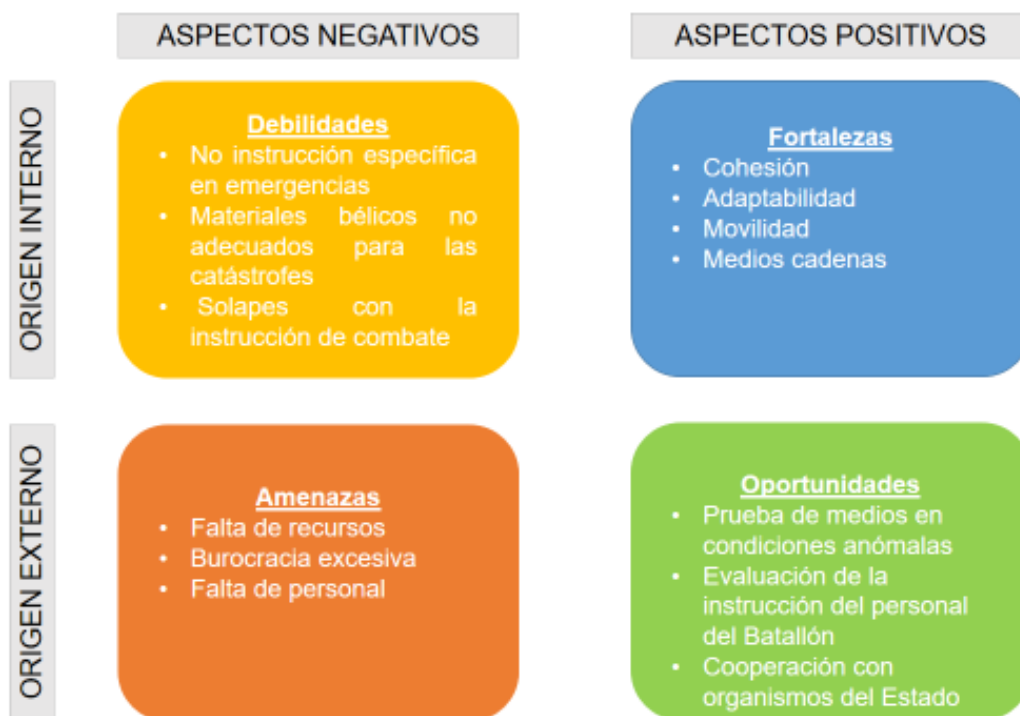 ASPECTOS NEGATIVOS
ASPECTOS POSITIVOS
ORIGEN INTERNO
Debilidades
• No instrucción específica
en emergencias
• Materiales bélicos no
adecuados para las
catástrofes
• Solapes con la
instrucción de combate
Fortalezas
• Cohesión
• Adaptabilidad
• Movilidad
• Medios cadenas
ORIGEN EXTERNO
Amenazas
• Falta de recursos
• Burocracia excesiva
• Falta de personal
Oportunidades
• Prueba de medios en
condiciones anómalas
• Evaluación de la
instrucción del personal
del Batallón
• Cooperación con
organismos del Estado